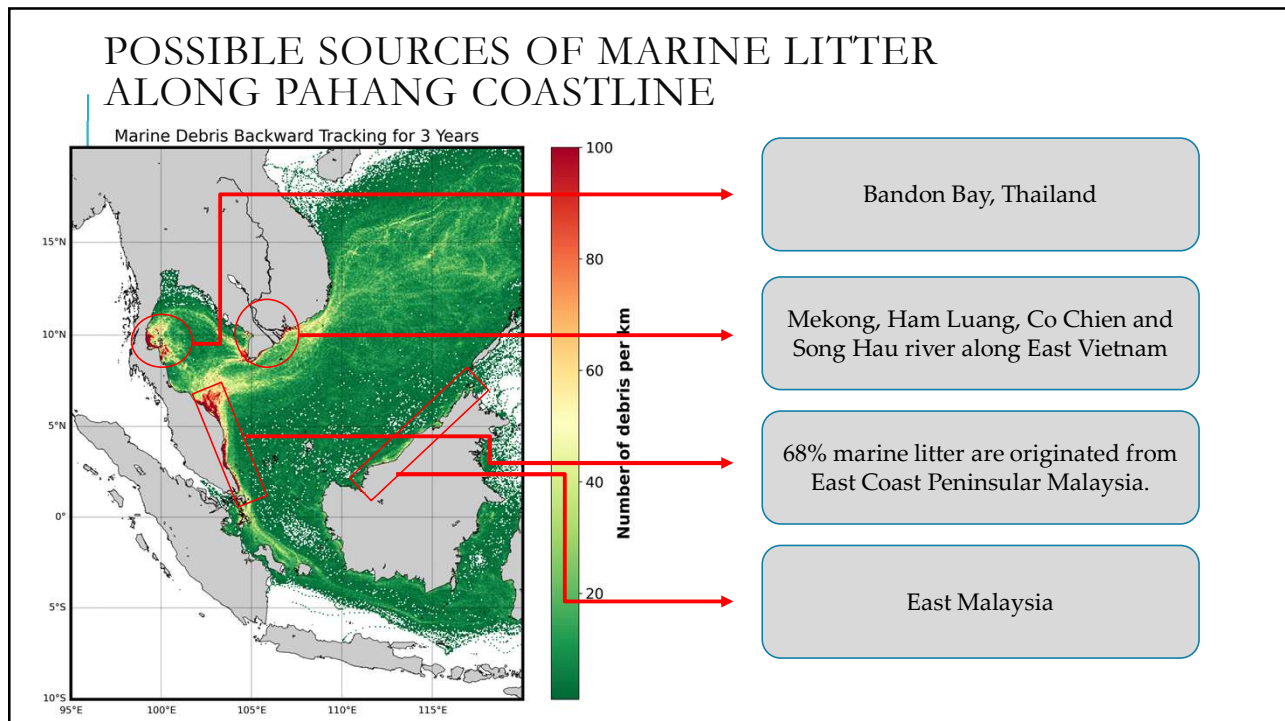 POSSIBLE SOURCES OF MARINE LITTER
ALONG PAHANG COASTLINE
Marine Debris Backward Tracking for 3 Years
15°N
10°N
5°N
0°
5°S
10°S
95°E
100°E
105°E
110°E
115°E
100
80
60
40
20
Number of debris per km
Bandon Bay, Thailand
Mekong, Ham Luang, Co Chien and
Song Hau river along East Vietnam
68% marine litter are originated from
East Coast Peninsular Malaysia.
East Malaysia